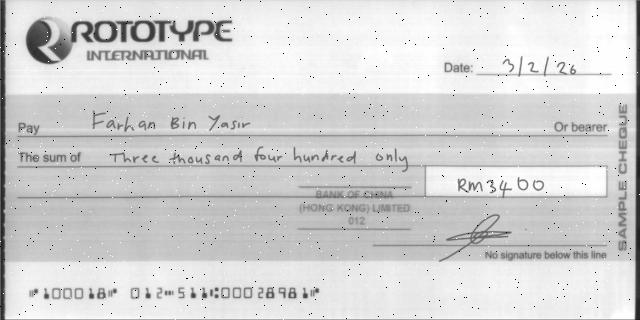 ROTOTYPE
INTERNATIONAL
Date: 3/2/26
Pay Farhan Bin Yasir Or bearer
The sum of Three thousand four hundred only
RM3400
BANK OF CHINA
(HONG KONG) LIMITED
012
No signature below this line
SAMPLE CHEQUE
⑈100018⑈ 012⑉511⑆00028981⑈